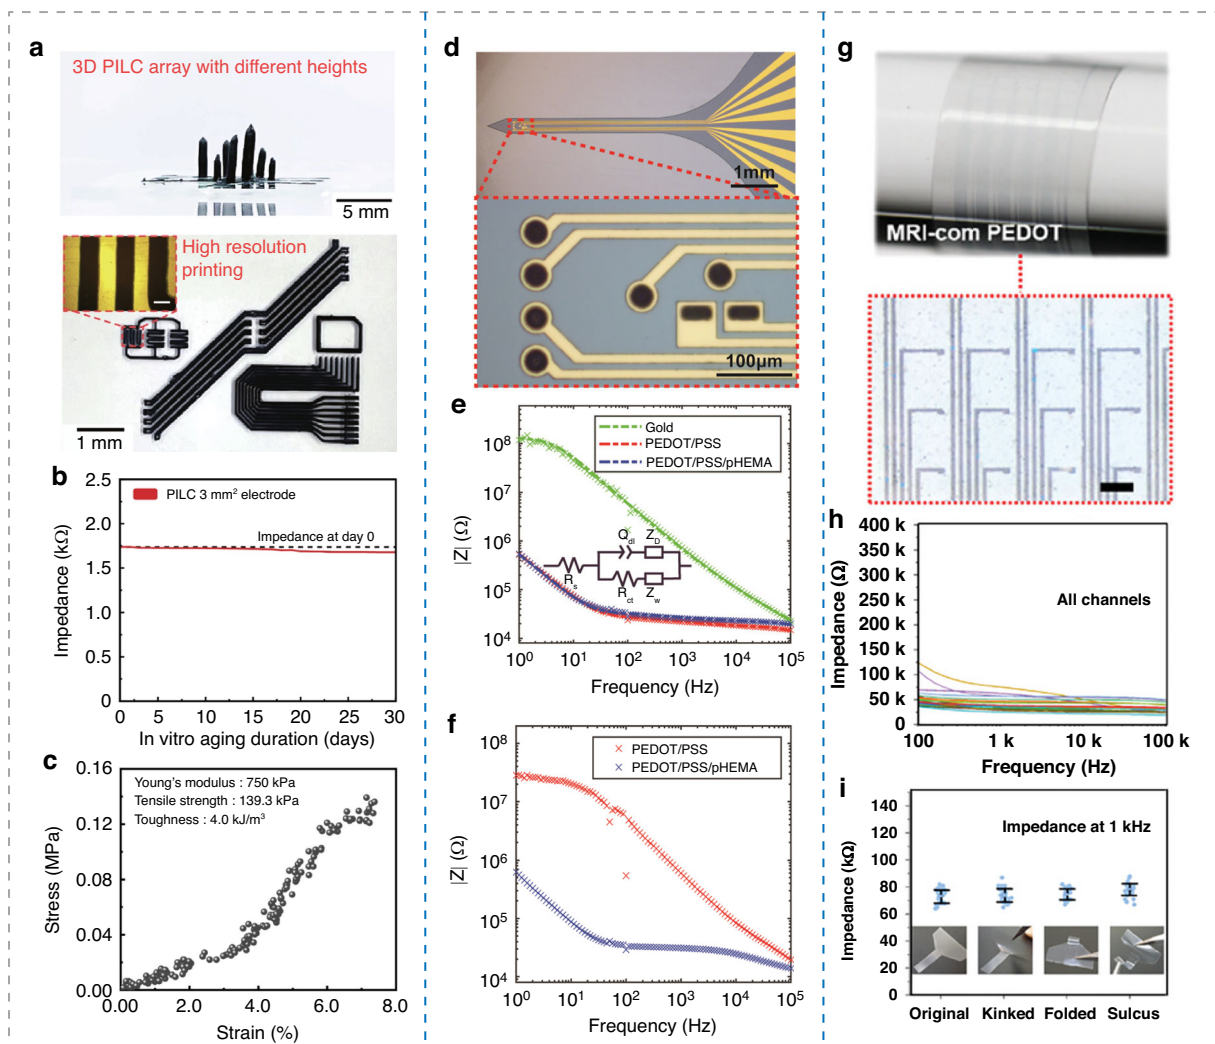 a
3D PILC array with different heights
5 mm
High resolution
printing
1 mm
b
2.5
2.0
1.5
1.0
0.5
0
Impedance (kΩ)
PILC 3 mm² electrode
Impedance at day 0
0 5 10 15 20 25 30
In vitro aging duration (days)
c
0.16
0.12
0.08
0.04
0.00
Stress (MPa)
Young's modulus : 750 kPa
Tensile strength : 139.3 kPa
Toughness : 4.0 kJ/m³
0.0 2.0 4.0 6.0 8.0
Strain (%)
d
1mm
100μm
e
10⁸
10⁷
10⁶
10⁵
10⁴
|Z| (Ω)
Gold
PEDOT/PSS
PEDOT/PSS/pHEMA
Q_dl Z_D
R_s
R_ct Z_w
10⁰ 10¹ 10² 10³ 10⁴ 10⁵
Frequency (Hz)
f
10⁸
10⁷
10⁶
10⁵
10⁴
|Z| (Ω)
PEDOT/PSS
PEDOT/PSS/pHEMA
10⁰ 10¹ 10² 10³ 10⁴ 10⁵
Frequency (Hz)
g
MRI-com PEDOT
h
400 k
350 k
300 k
250 k
200 k
150 k
100 k
50 k
0
Impedance (Ω)
All channels
100 1 k 10 k 100 k
Frequency (Hz)
i
140
120
100
80
60
40
20
0
Impedance (kΩ)
Impedance at 1 kHz
Original Kinked Folded Sulcus